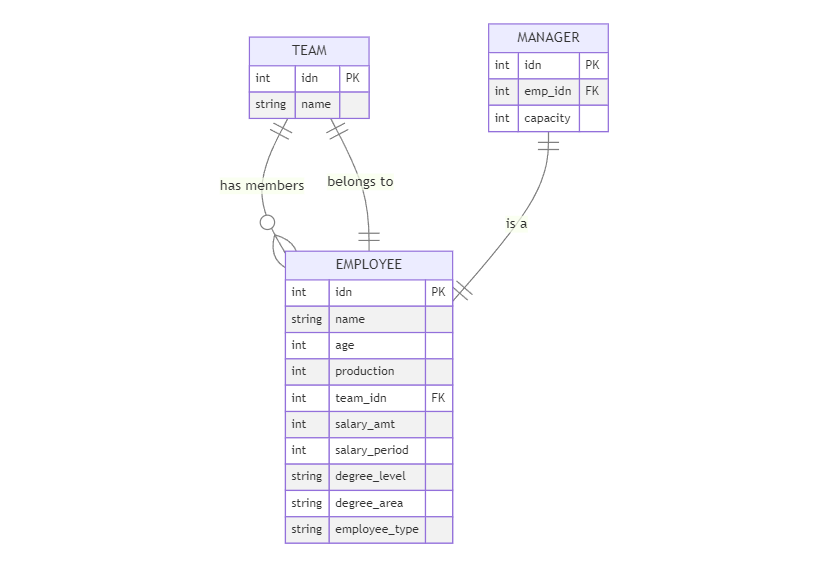 TEAM
int idn PK
string name
MANAGER
int idn PK
int emp_idn FK
int capacity
has members
belongs to
is a
EMPLOYEE
int idn PK
string name
int age
int production
int team_idn FK
int salary_amt
int salary_period
string degree_level
string degree_area
string employee_type